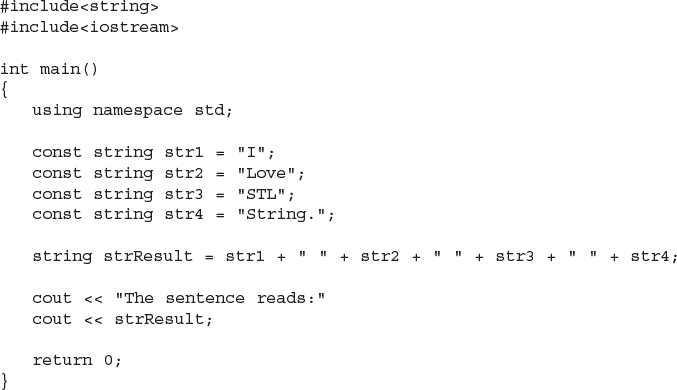 #include<string>
#include<iostream>

int main()
{
using namespace std;

const string str1 = "I";
const string str2 = "Love";
const string str3 = "STL";
const string str4 = "String.";

string strResult = str1 + " " + str2 + " " + str3 + " " + str4;

cout << "The sentence reads:"
cout << strResult;

return 0;
}